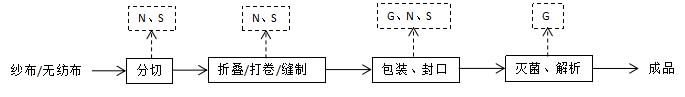 N、S
N、S
G、N、S
G
纱布/无纺布
分切
折叠/打卷/缝制
包装、封口
灭菌、解析
成品